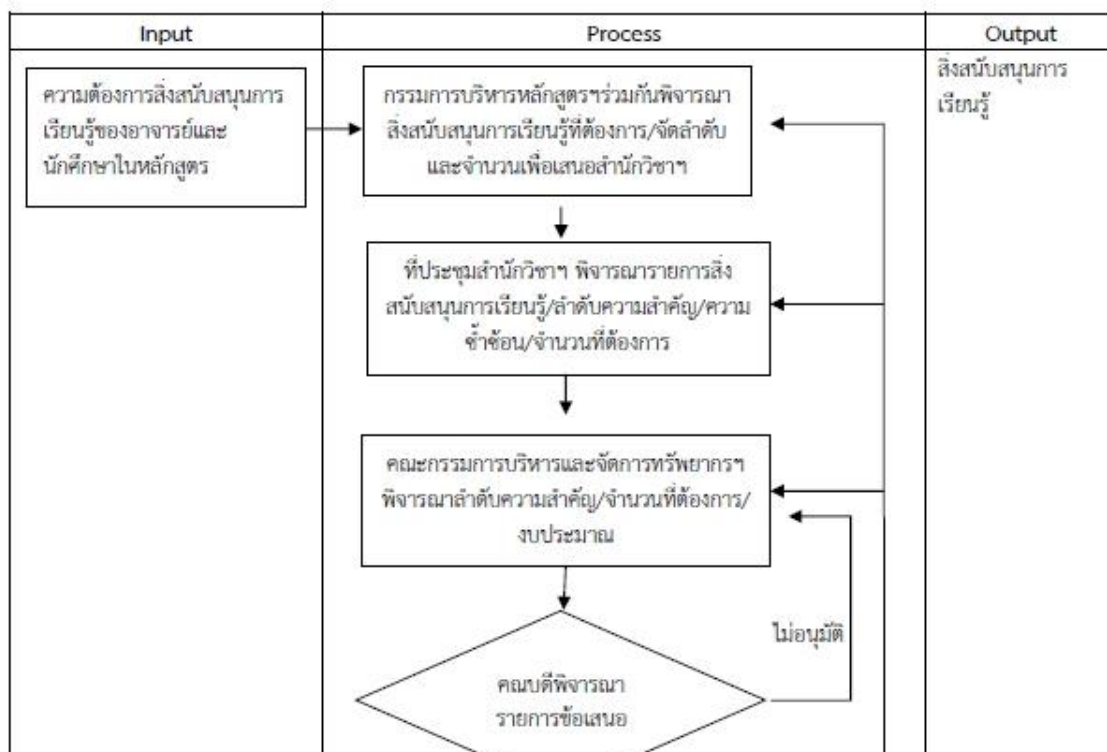 Input
Process
Output
ความต้องการสิ่งสนับสนุนการ
เรียนรู้ของอาจารย์และ
นักศึกษาในหลักสูตร
กรรมการบริหารหลักสูตรฯร่วมกันพิจารณา
สิ่งสนับสนุนการเรียนรู้ที่ต้องการ/จัดลำดับ
และจำนวนเพื่อเสนอสำนักวิชาฯ
สิ่งสนับสนุนการ
เรียนรู้
ที่ประชุมสำนักวิชาฯ พิจารณารายการสิ่ง
สนับสนุนการเรียนรู้/ลำดับความสำคัญ/ความ
ซ้ำซ้อน/จำนวนที่ต้องการ
คณะกรรมการบริหารและจัดการทรัพยากรฯ
พิจารณาลำดับความสำคัญ/จำนวนที่ต้องการ/
งบประมาณ
ไม่อนุมัติ
คณบดีพิจารณา
รายการข้อเสนอ